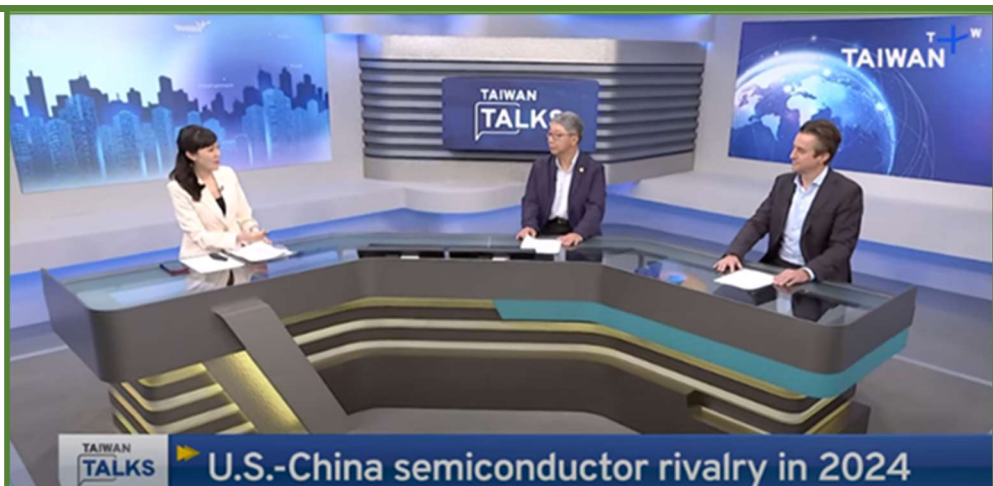 TAIWAN
T W
TAIWAN
TALKS
TAIWAN
TALKS
U.S.-China semiconductor rivalry in 2024